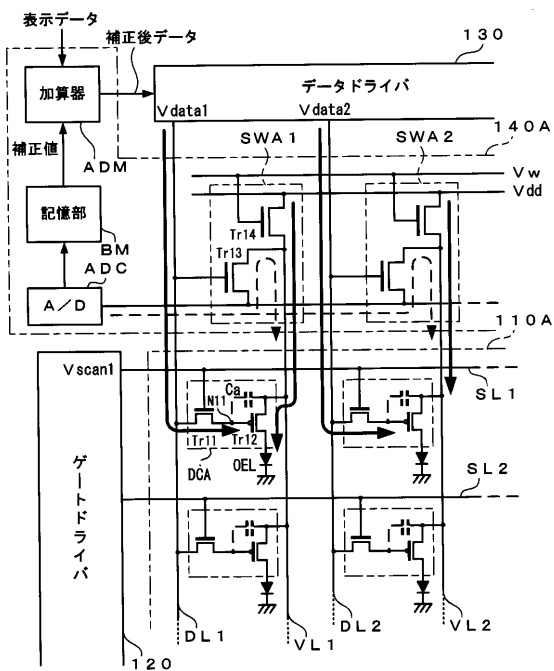 表示データ
補正後データ
130
加算器
データドライバ
Vdata1
Vdata2
140A
補正値
SWA1
SWA2
ADM
Vw
Vdd
記憶部
BM
Tr14
Tr13
ADC
A/D
110A
Vscan1
SL1
Ca
N11
Tr11
Tr12
DCA
OEL
SL2
ゲートドライバ
DL1
VL1
DL2
VL2
120